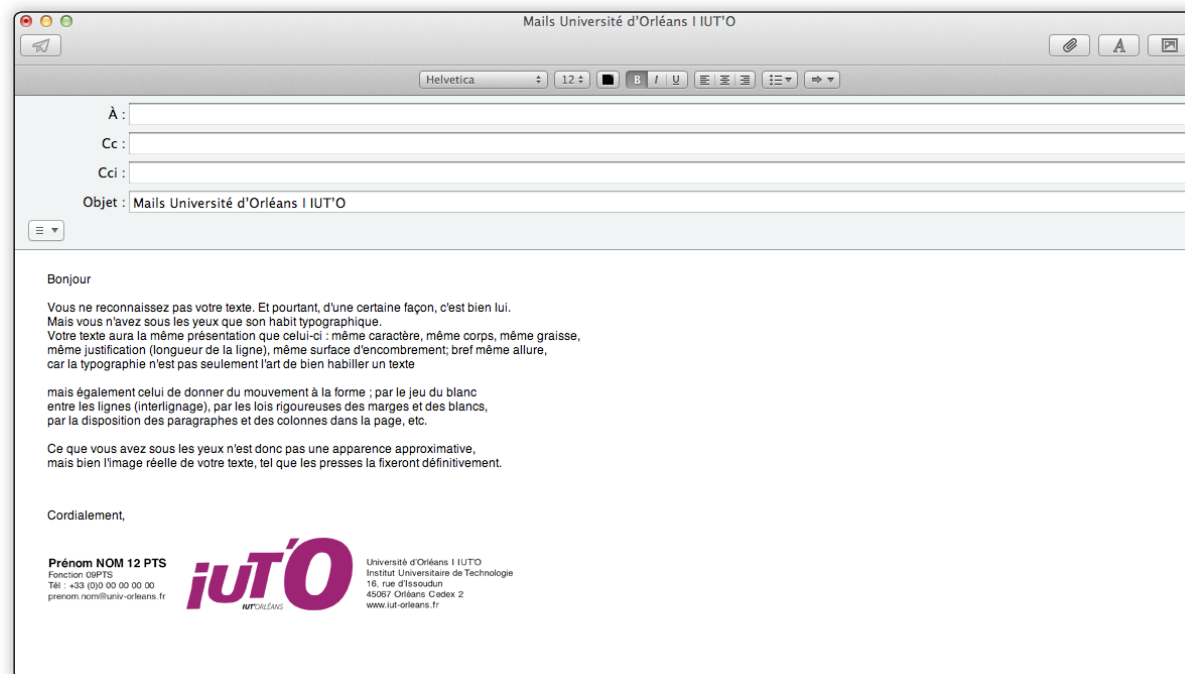 Mails Université d'Orléans I IUT'O
Helvetica
12
B I U
A
À :
Cc :
Cci :
Objet : Mails Université d'Orléans I IUT'O
Bonjour
Vous ne reconnaissez pas votre texte. Et pourtant, d'une certaine façon, c'est bien lui.
Mais vous n'avez sous les yeux que son habit typographique.
Votre texte aura la même présentation que celui-ci : même caractère, même corps, même graisse,
même justification (longueur de la ligne), même surface d'encombrement; bref même allure,
car la typographie n'est pas seulement l'art de bien habiller un texte
mais également celui de donner du mouvement à la forme ; par le jeu du blanc
entre les lignes (interlignage), par les lois rigoureuses des marges et des blancs,
par la disposition des paragraphes et des colonnes dans la page, etc.
Ce que vous avez sous les yeux n'est donc pas une apparence approximative,
mais bien l'image réelle de votre texte, tel que les presses la fixeront définitivement.
Cordialement,
Prénom NOM 12 PTS
Fonction 09PTS
Tél : +33 (0)0 00 00 00 00
prenom.nom@univ-orleans.fr
iUT'O
IUT'ORLÉANS
Université d'Orléans I IUT'O
Institut Universitaire de Technologie
16, rue d'Issoudun
45067 Orléans Cedex 2
www.iut-orleans.fr